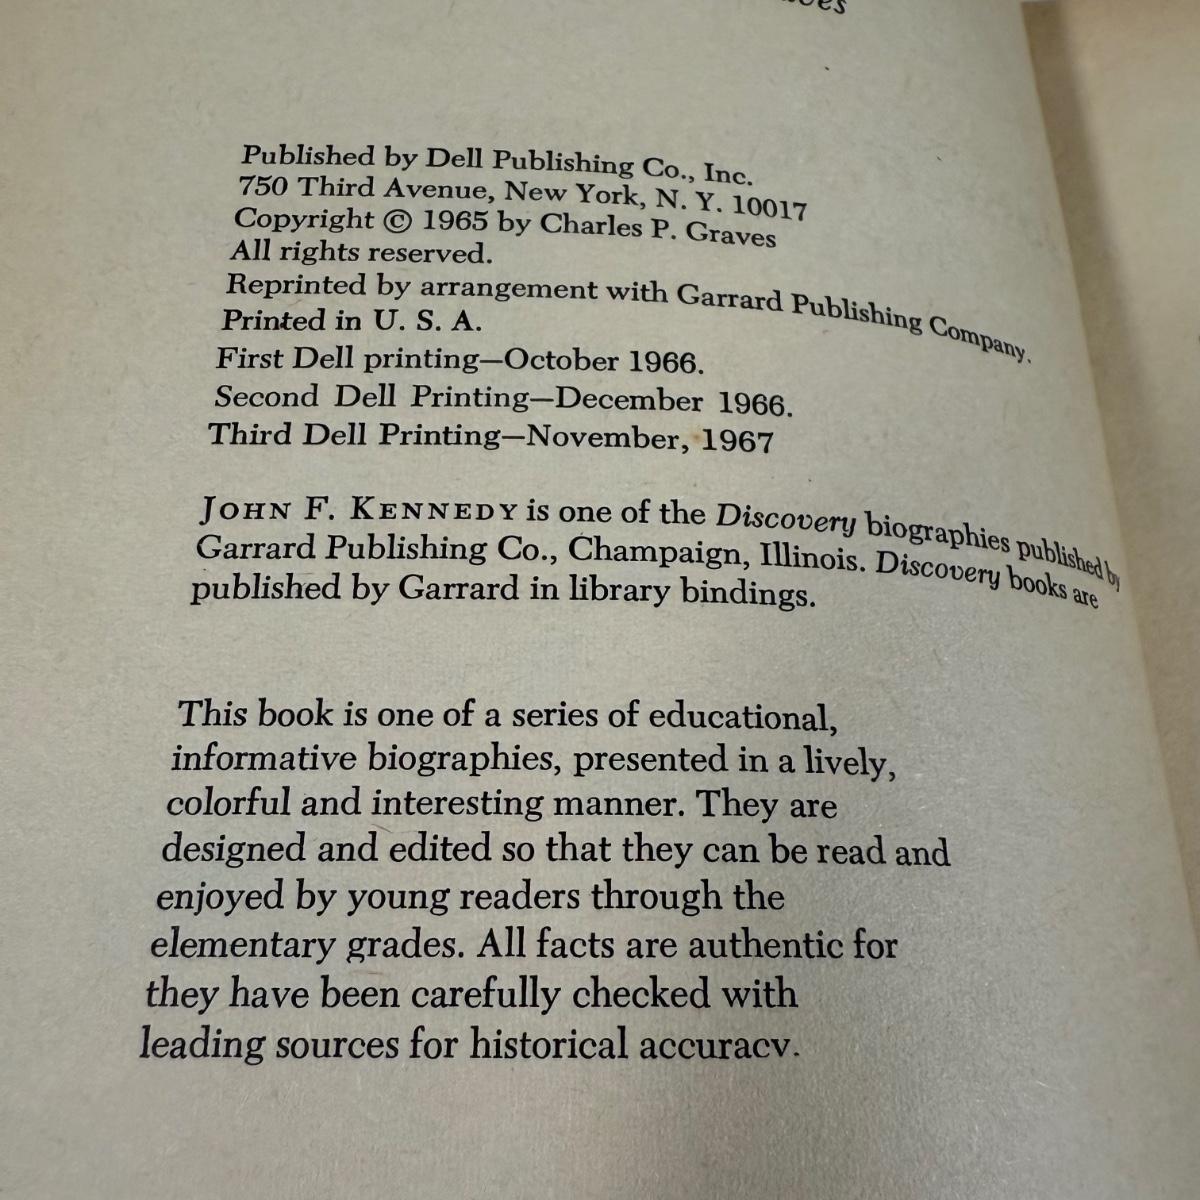 Published by Dell Publishing Co., Inc.
750 Third Avenue, New York, N. Y. 10017
Copyright © 1965 by Charles P. Graves
All rights reserved.
Reprinted by arrangement with Garrard Publishing Company.
Printed in U. S. A.
First Dell printing—October 1966.
Second Dell Printing—December 1966.
Third Dell Printing—November, 1967
JOHN F. KENNEDY is one of the Discovery biographies published by
Garrard Publishing Co., Champaign, Illinois. Discovery books are
published by Garrard in library bindings.
This book is one of a series of educational,
informative biographies, presented in a lively,
colorful and interesting manner. They are
designed and edited so that they can be read and
enjoyed by young readers through the
elementary grades. All facts are authentic for
they have been carefully checked with
leading sources for historical accuracy.